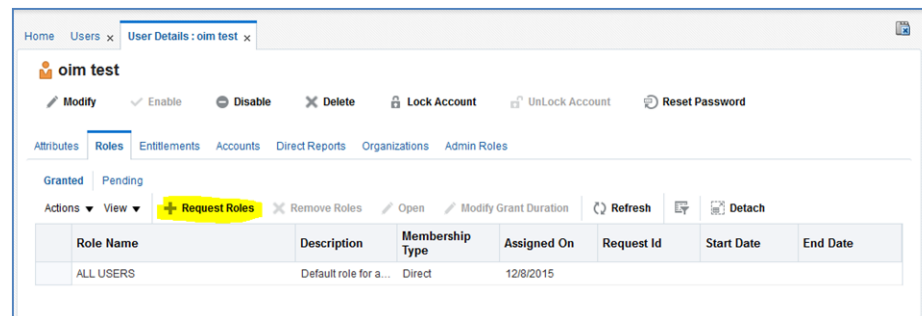 Home Users x User Details : oim test x
oim test
Modify Enable Disable Delete Lock Account UnLock Account Reset Password
Attributes Roles Entitlements Accounts Direct Reports Organizations Admin Roles
Granted Pending
Actions View Request Roles Remove Roles Open Modify Grant Duration Refresh Detach
Role Name Description Membership Type Assigned On Request Id Start Date End Date
ALL USERS Default role for a... Direct 12/8/2015